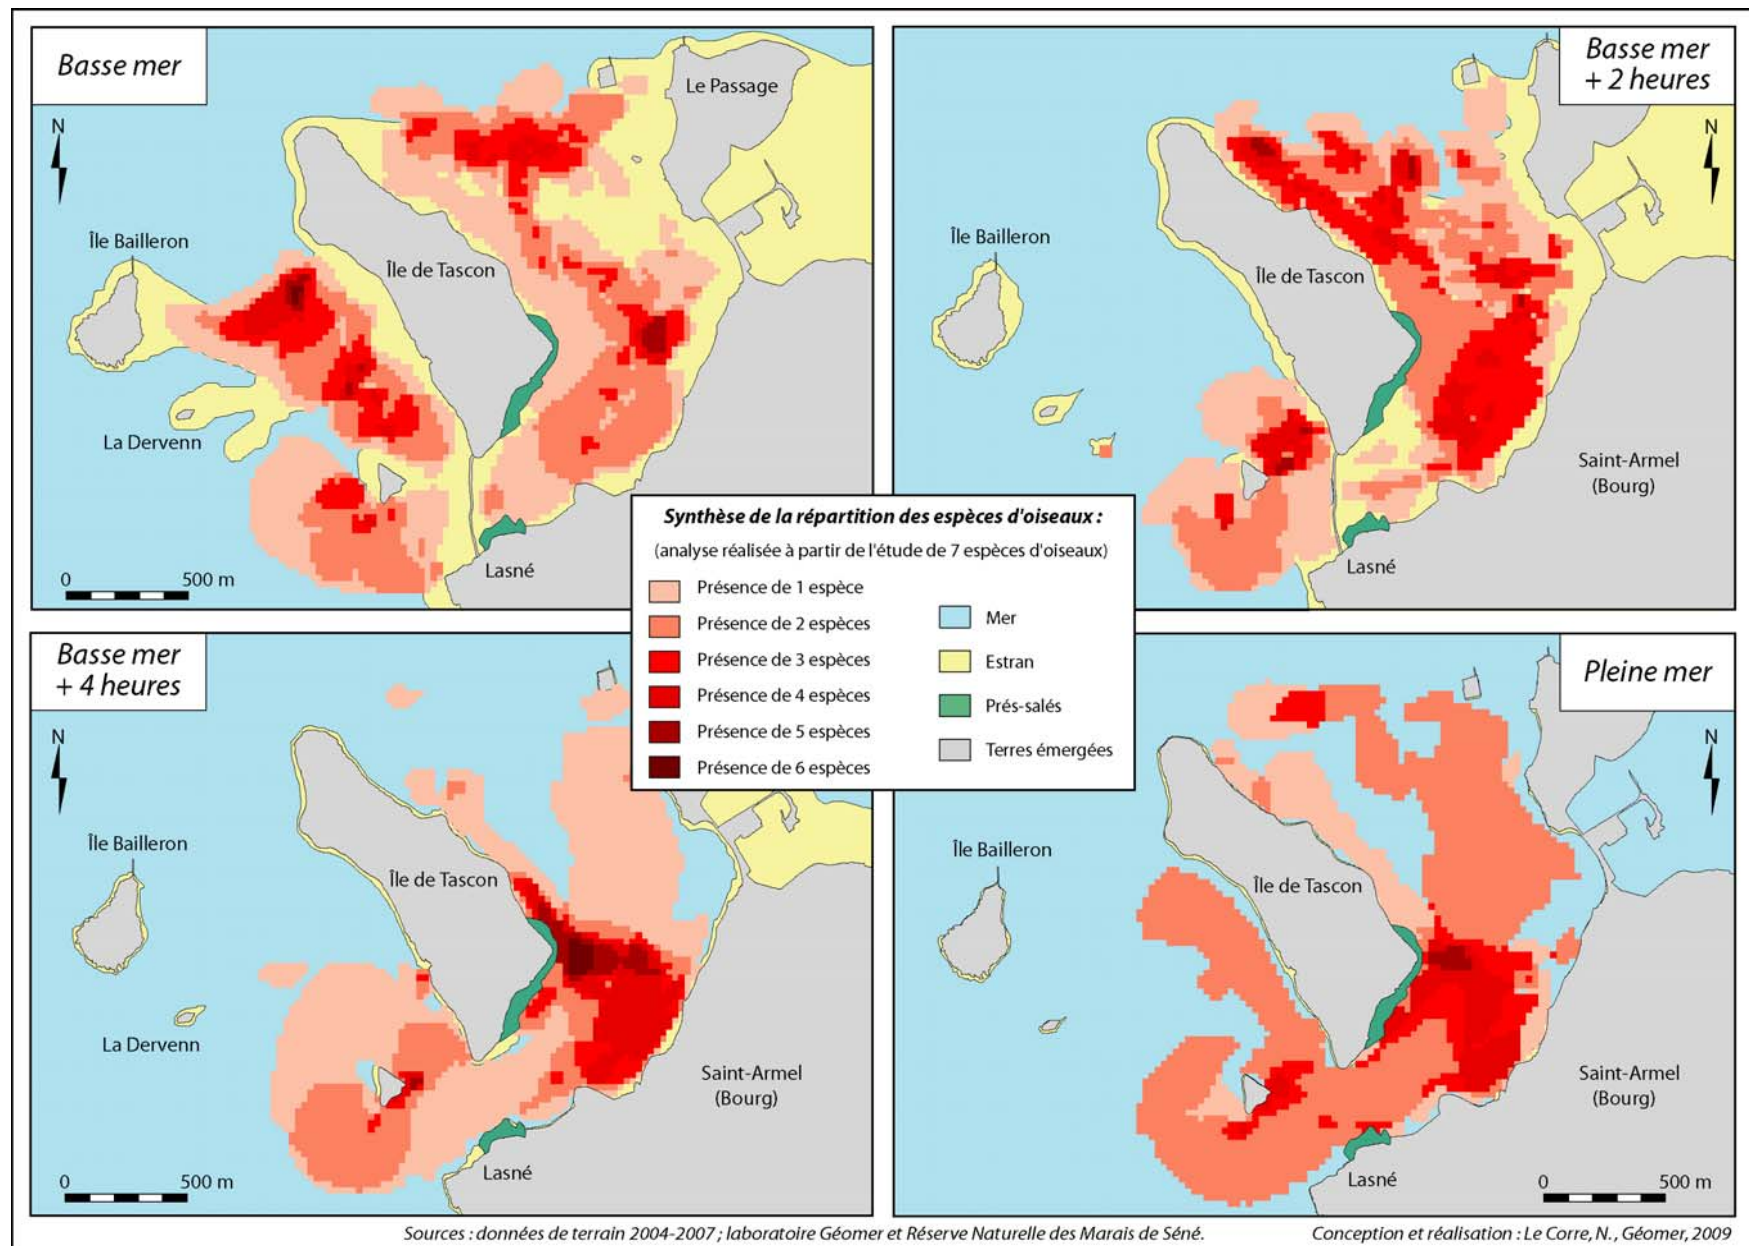 Basse mer
N
Le Passage
Île Bailleron
Île de Tascon
La Dervenn
Lasné
0 500 m
Basse mer
+ 2 heures
N
Île Bailleron
Île de Tascon
Saint-Armel
(Bourg)
Lasné
Synthèse de la répartition des espèces d'oiseaux :
(analyse réalisée à partir de l'étude de 7 espèces d'oiseaux)
Présence de 1 espèce
Présence de 2 espèces
Présence de 3 espèces
Présence de 4 espèces
Présence de 5 espèces
Présence de 6 espèces
Mer
Estran
Prés-salés
Terres émergées
Basse mer
+ 4 heures
N
Île Bailleron
Île de Tascon
La Dervenn
Saint-Armel
(Bourg)
Lasné
0 500 m
Pleine mer
N
Île Bailleron
Île de Tascon
Saint-Armel
(Bourg)
Lasné
0 500 m
Sources : données de terrain 2004-2007 ; laboratoire Géomer et Réserve Naturelle des Marais de Séné.
Conception et réalisation : Le Corre, N., Géomer, 2009